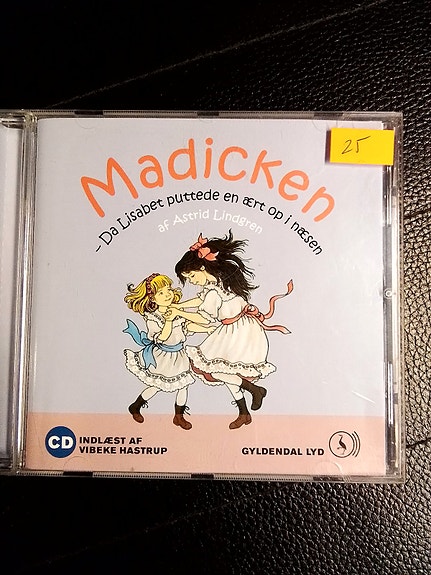 25
Madicken
– Da Lisabet puttede en ært op i næsen
af Astrid Lindgren
CD
INDLÆST AF
VIBEKE HASTRUP
GYLDENDAL LYD